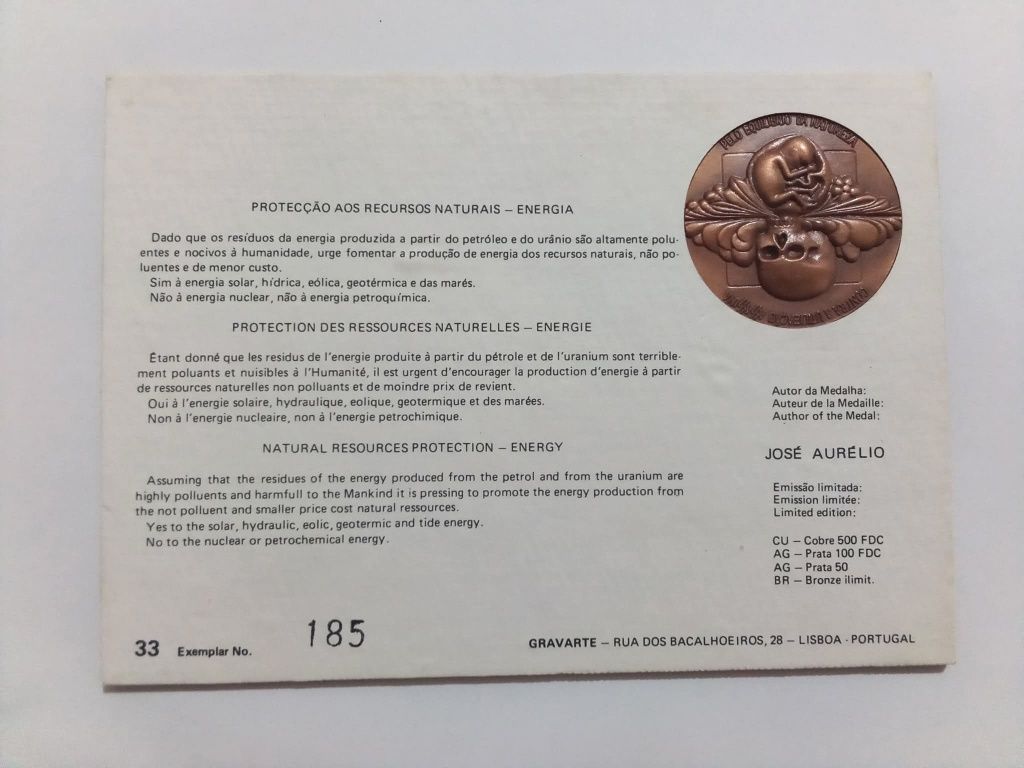 PELO EQUILIBRIO DA NATUREZA
PROTECÇÃO AOS RECURSOS NATURAIS – ENERGIA
Dado que os resíduos da energia produzida a partir do petróleo e do urânio são altamente polu-
entes e nocivos à humanidade, urge fomentar a produção de energia dos recursos naturais, não po-
luentes e de menor custo.
Sim à energia solar, hídrica, eólica, geotérmica e das marés.
Não à energia nuclear, não à energia petroquímica.
PROTECTION DES RESSOURCES NATURELLES – ENERGIE
Étant donné que les residus de l'energie produite à partir du pétrole et de l'uranium sont terrible-
ment poluants et nuisibles à l'Humanité, il est urgent d'encourager la production d'énergie à partir
de ressources naturelles non polluants et de moindre prix de revient.
Oui à l'energie solaire, hydraulique, eolique, geotermique et des marées.
Non à l'energie nucleaire, non à l'energie petrochimique.
NATURAL RESOURCES PROTECTION – ENERGY
Assuming that the residues of the energy produced from the petrol and from the uranium are
highly polluents and harmfull to the Mankind it is pressing to promote the energy production from
the not polluent and smaller price cost natural ressources.
Yes to the solar, hydraulic, eolic, geotermic and tide energy.
No to the nuclear or petrochemical energy.
CONTRA A UTILIZAÇÃO
Autor da Medalha:
Auteur de la Medaille:
Author of the Medal:
JOSÉ AURÉLIO
Emissão limitada:
Emission limitée:
Limited edition:
CU – Cobre 500 FDC
AG – Prata 100 FDC
AG – Prata 50
BR – Bronze ilimit.
33 Exemplar No. 185
GRAVARTE – RUA DOS BACALHOEIROS, 28 – LISBOA - PORTUGAL